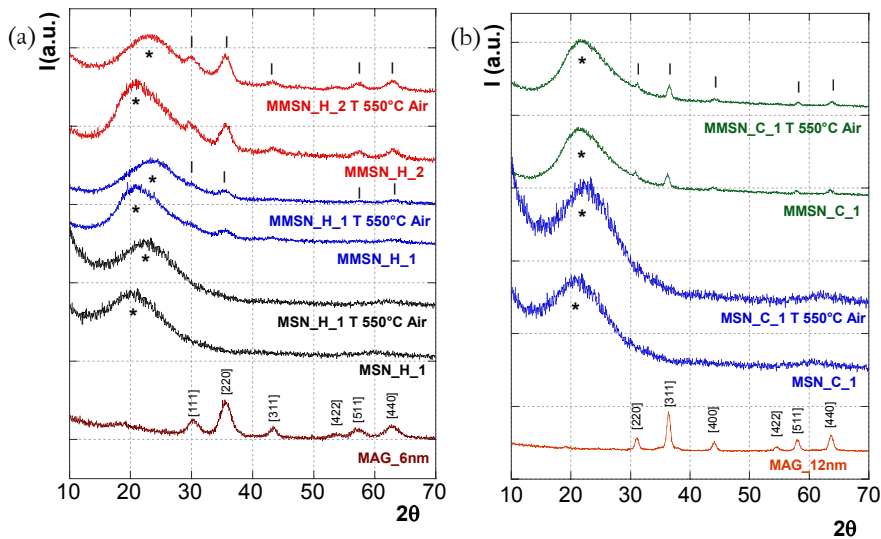 (a)
I(a.u.)
*
MMSN_H_2 T 550°C Air
*
MMSN_H_2
*
MMSN_H_1 T 550°C Air
*
MMSN_H_1
*
MSN_H_1 T 550°C Air
*
MSN_H_1
[111] [220] [311] [422] [511] [440]
MAG_6nm
10 20 30 40 50 60 70
2θ
(b)
I (a.u.)
*
MMSN_C_1 T 550°C Air
*
MMSN_C_1
*
MSN_C_1 T 550°C Air
*
MSN_C_1
[220] [311] [400] [422] [511] [440]
MAG_12nm
10 20 30 40 50 60 70
2θ